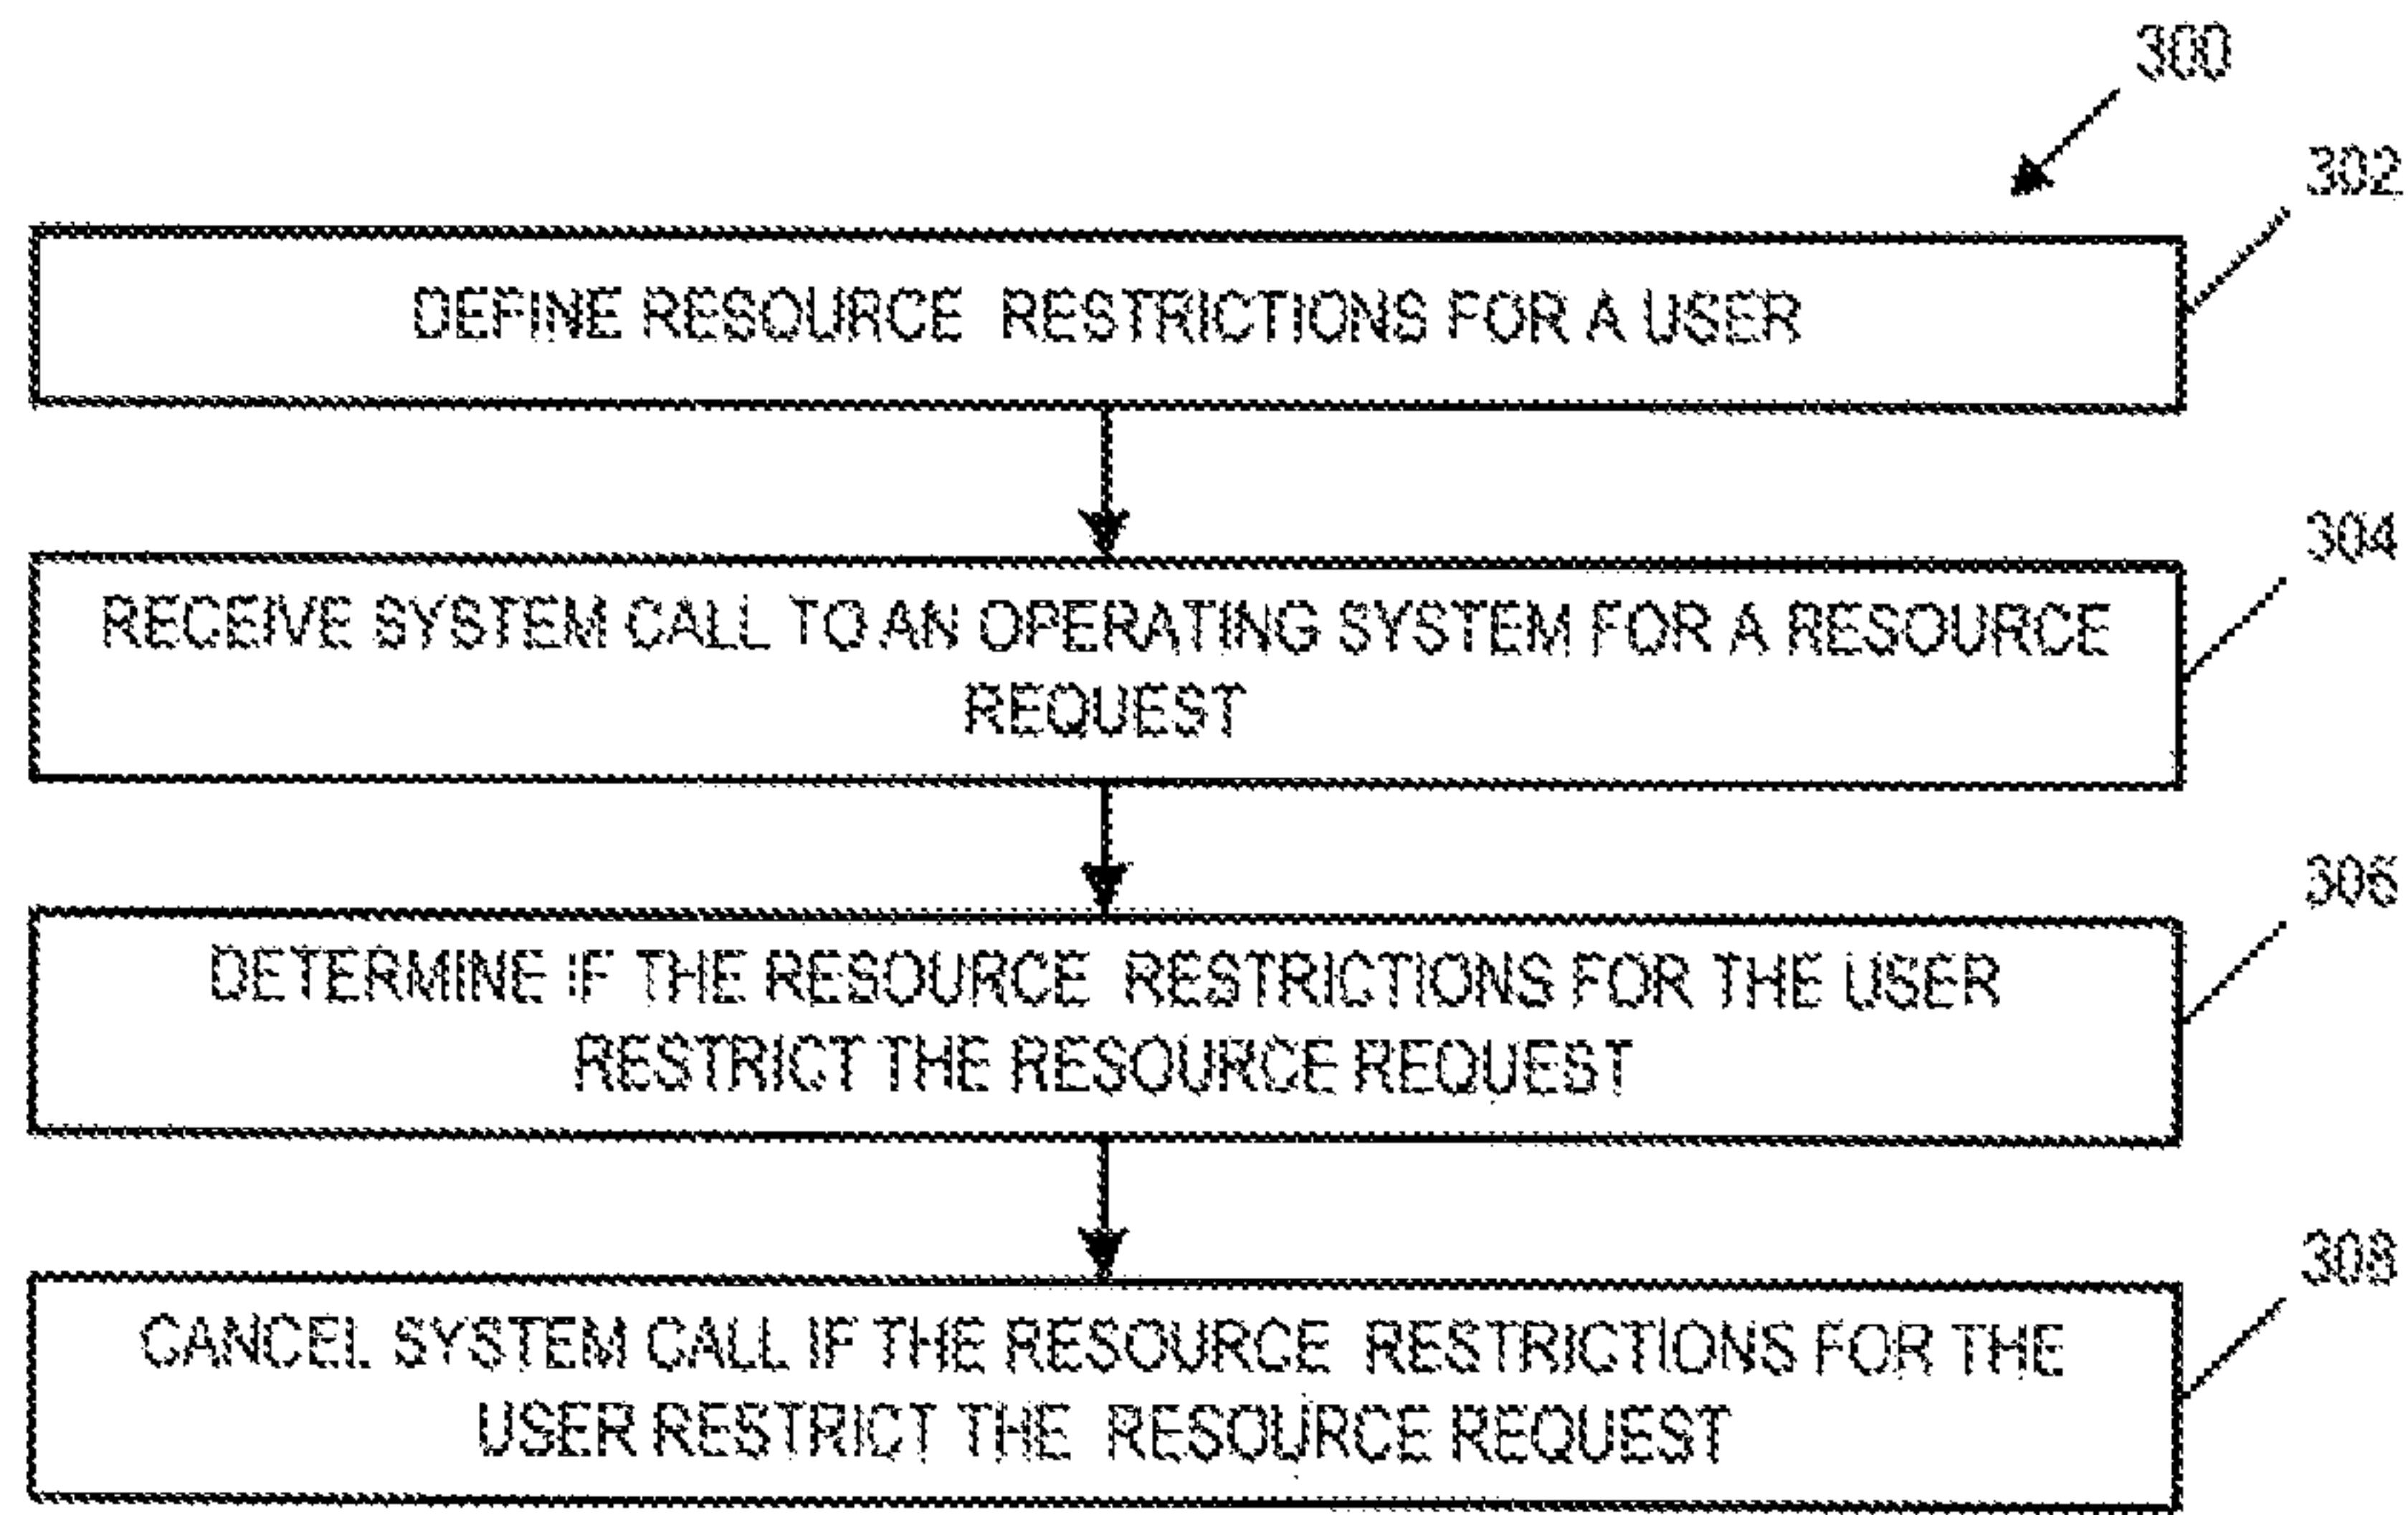 300
302
DEFINE RESOURCE RESTRICTIONS FOR A USER
304
RECEIVE SYSTEM CALL TO AN OPERATING SYSTEM FOR A RESOURCE
REQUEST
306
DETERMINE IF THE RESOURCE RESTRICTIONS FOR THE USER
RESTRICT THE RESOURCE REQUEST
308
CANCEL SYSTEM CALL IF THE RESOURCE RESTRICTIONS FOR THE
USER RESTRICT THE RESOURCE REQUEST